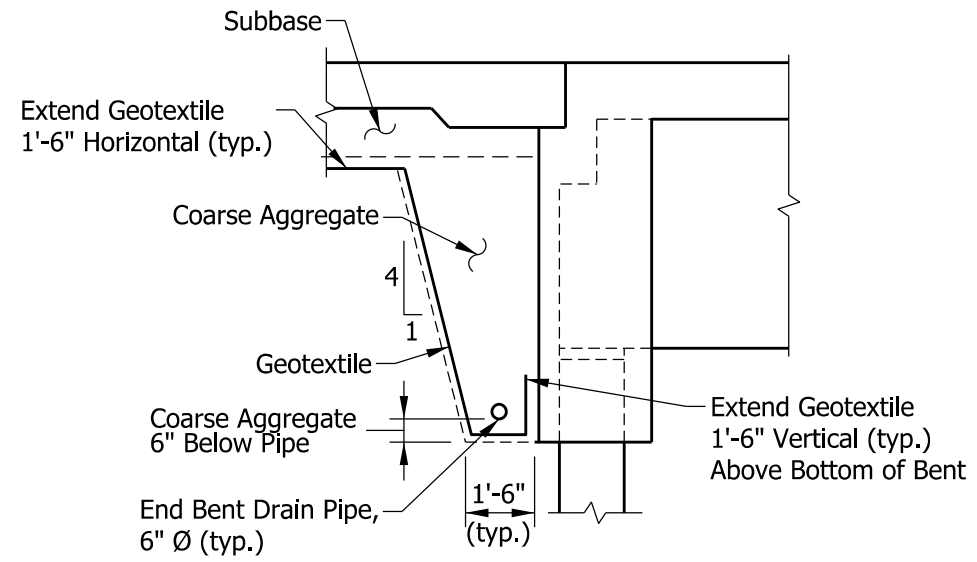 Subbase
Extend Geotextile
1'-6" Horizontal (typ.)
Coarse Aggregate
4
1
Geotextile
Coarse Aggregate
6" Below Pipe
Extend Geotextile
1'-6" Vertical (typ.)
Above Bottom of Bent
1'-6"
(typ.)
End Bent Drain Pipe,
6" Ø (typ.)